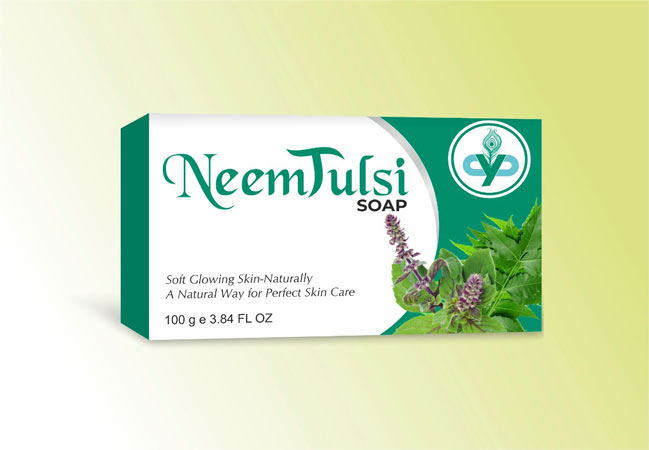 NeemTulsi
SOAP
Soft Glowing Skin-Naturally
A Natural Way for Perfect Skin Care
100 g e 3.84 FL OZ